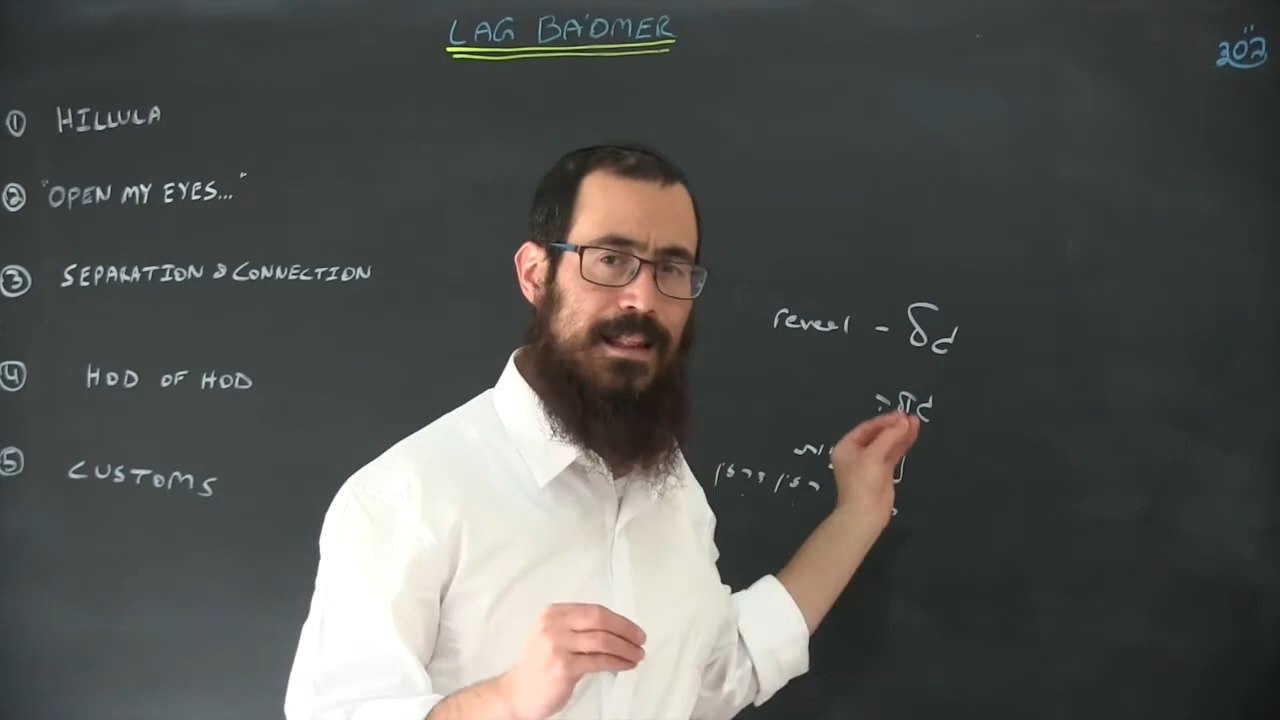 בס"ד
LAG BA'OMER
① HILLULA
② "OPEN MY EYES..."
③ SEPARATION & CONNECTION
④ HOD OF HOD
⑤ CUSTOMS
reveal - גל